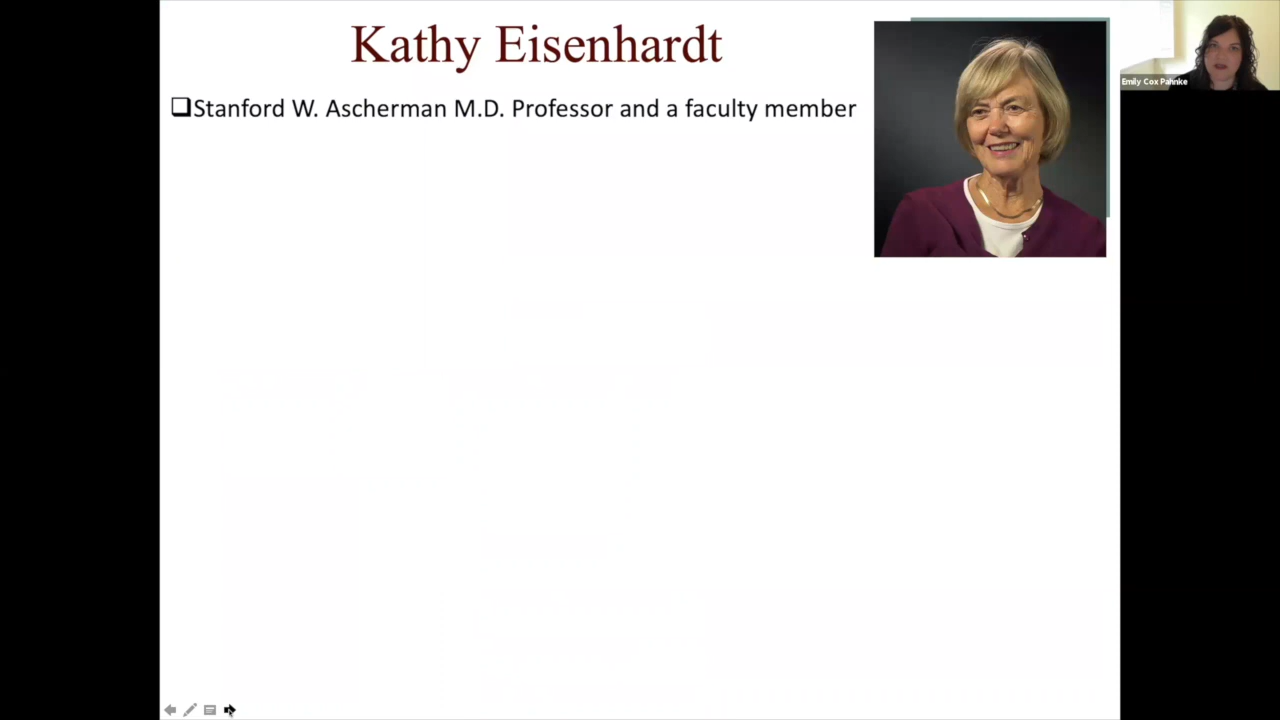 Kathy Eisenhardt
Stanford W. Ascherman M.D. Professor and a faculty member
Emily Cox Pahnke